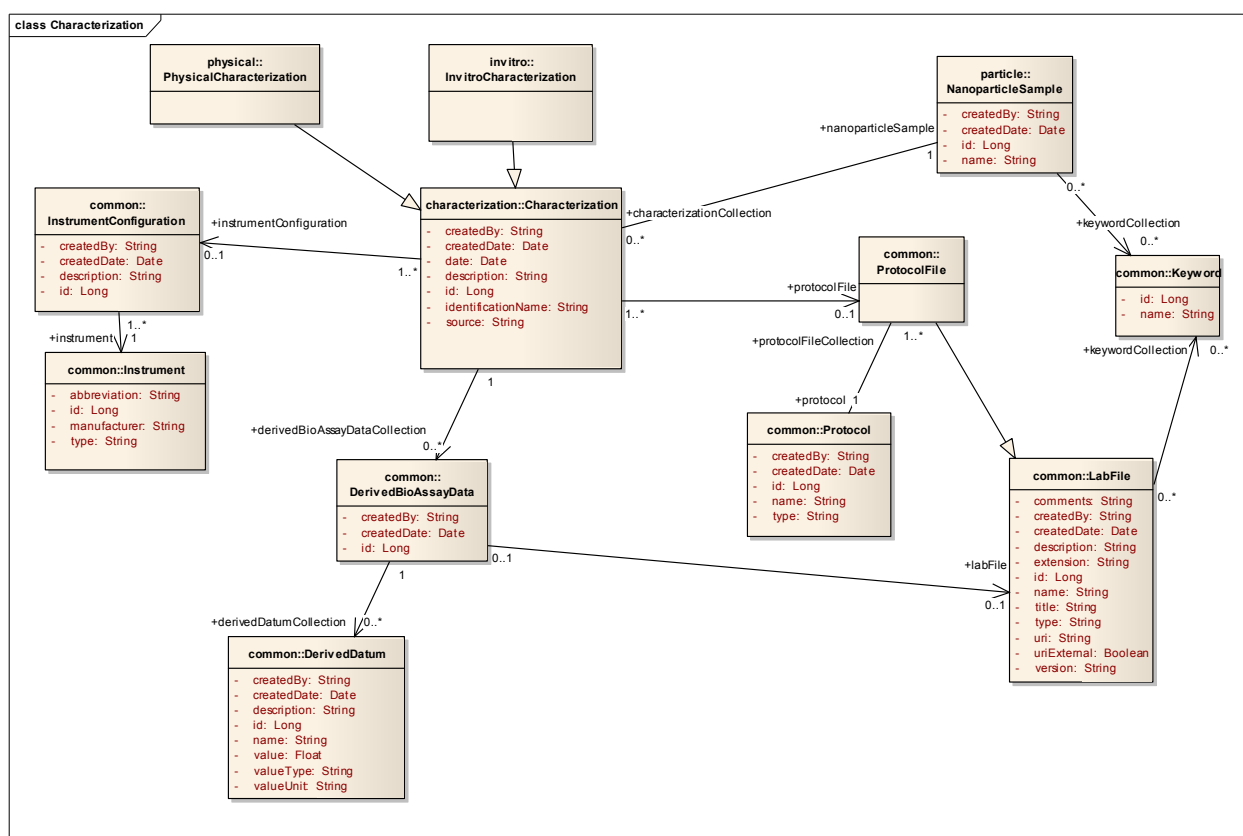 class Characterization
physical::
PhysicalCharacterization
invitro::
InvitroCharacterization
particle::
NanoparticleSample
- createdBy: String
- createdDate: Date
- id: Long
- name: String
+nanoparticleSample
1
0..*
+keywordCollection
0..*
common::
InstrumentConfiguration
- createdBy: String
- createdDate: Date
- description: String
- id: Long
+instrumentConfiguration
0..1
1..*
characterization::Characterization
- createdBy: String
- createdDate: Date
- date: Date
- description: String
- id: Long
- identificationName: String
- source: String
+characterizationCollection
0..*
common::
ProtocolFile
+protocolFile
1..*
0..1
common::Keyword
- id: Long
- name: String
+keywordCollection
0..*
1..*
+instrument
1
common::Instrument
- abbreviation: String
- id: Long
- manufacturer: String
- type: String
+protocolFileCollection
1..*
+protocol
1
common::Protocol
- createdBy: String
- createdDate: Date
- id: Long
- name: String
- type: String
1
+derivedBioAssayDataCollection
0..*
common::
DerivedBioAssayData
- createdBy: String
- createdDate: Date
- id: Long
0..1
1
+labFile
0..1
common::LabFile
- comments: String
- createdBy: String
- createdDate: Date
- description: String
- extension: String
- id: Long
- name: String
- title: String
- type: String
- uri: String
- uriExternal: Boolean
- version: String
0..*
+derivedDatumCollection
0..*
common::DerivedDatum
- createdBy: String
- createdDate: Date
- description: String
- id: Long
- name: String
- value: Float
- valueType: String
- valueUnit: String